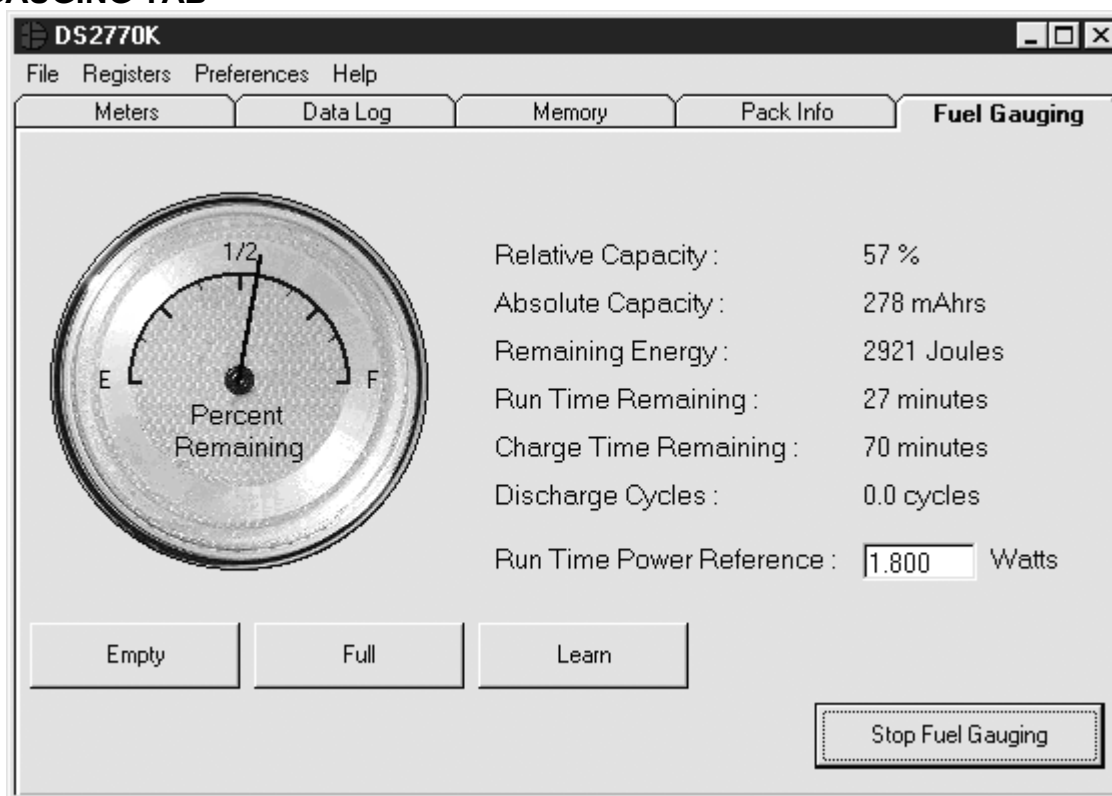 DS2770K
File Registers Preferences Help
Meters Data Log Memory Pack Info Fuel Gauging
1/2
E F
Percent
Remaining
Relative Capacity : 57 %
Absolute Capacity : 278 mAhrs
Remaining Energy : 2921 Joules
Run Time Remaining : 27 minutes
Charge Time Remaining : 70 minutes
Discharge Cycles : 0.0 cycles
Run Time Power Reference : 1.800 Watts
Empty Full Learn
Stop Fuel Gauging